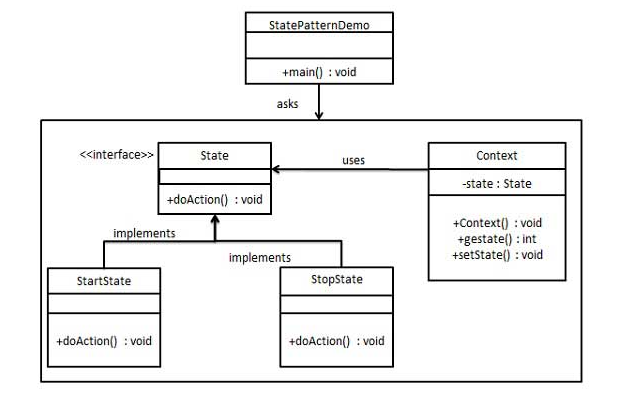 StatePatternDemo
+main() : void
asks
<<interface>>
State
+doAction() : void
uses
Context
-state : State
+Context() : void
+gestate() : int
+setState() : void
implements
implements
StartState
+doAction() : void
StopState
+doAction() : void